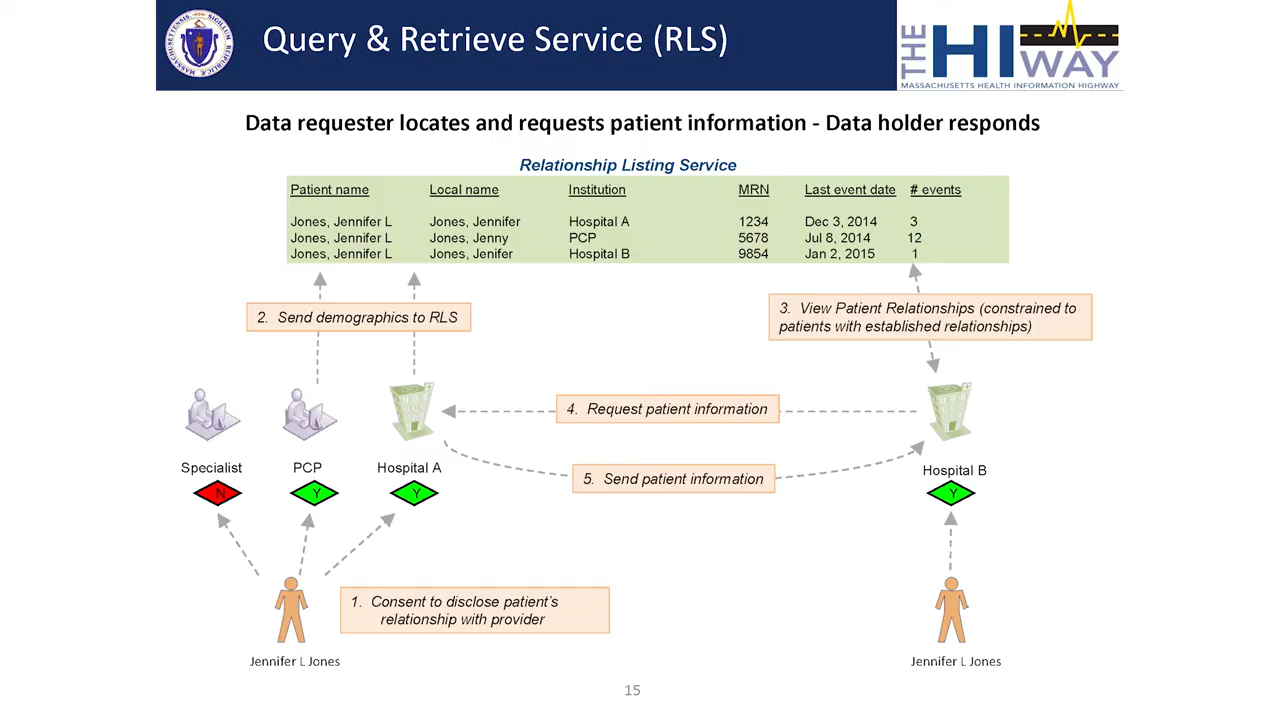 Query & Retrieve Service (RLS)
THE HIWAY
MASSACHUSETTS HEALTH INFORMATION HIGHWAY
Data requester locates and requests patient information - Data holder responds
Relationship Listing Service
Patient name Local name Institution MRN Last event date # events
Jones, Jennifer L Jones, Jennifer Hospital A 1234 Dec 3, 2014 3
Jones, Jennifer L Jones, Jenny PCP 5678 Jul 8, 2014 12
Jones, Jennifer L Jones, Jenifer Hospital B 9854 Jan 2, 2015 1
2. Send demographics to RLS
3. View Patient Relationships (constrained to
patients with established relationships)
4. Request patient information
5. Send patient information
Specialist PCP Hospital A Hospital B
N Y Y Y
1. Consent to disclose patient’s
relationship with provider
Jennifer L Jones Jennifer L Jones
15